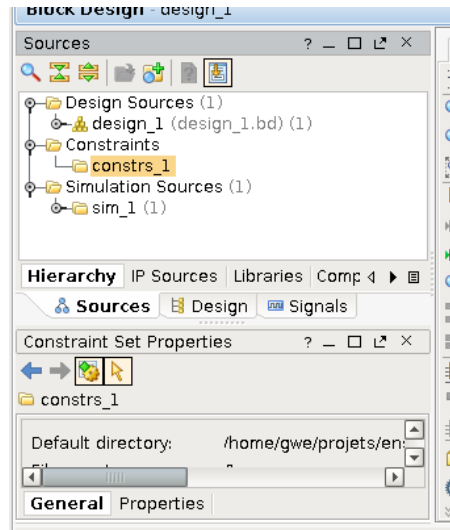 Block Design - design_1
Sources ? _ ×
Design Sources (1)
design_1 (design_1.bd) (1)
Constraints
constrs_1
Simulation Sources (1)
sim_1 (1)
Hierarchy IP Sources Libraries Comp
Sources Design Signals
Constraint Set Properties ? _ ×
constrs_1
Default directory: /home/gwe/projets/en
General Properties